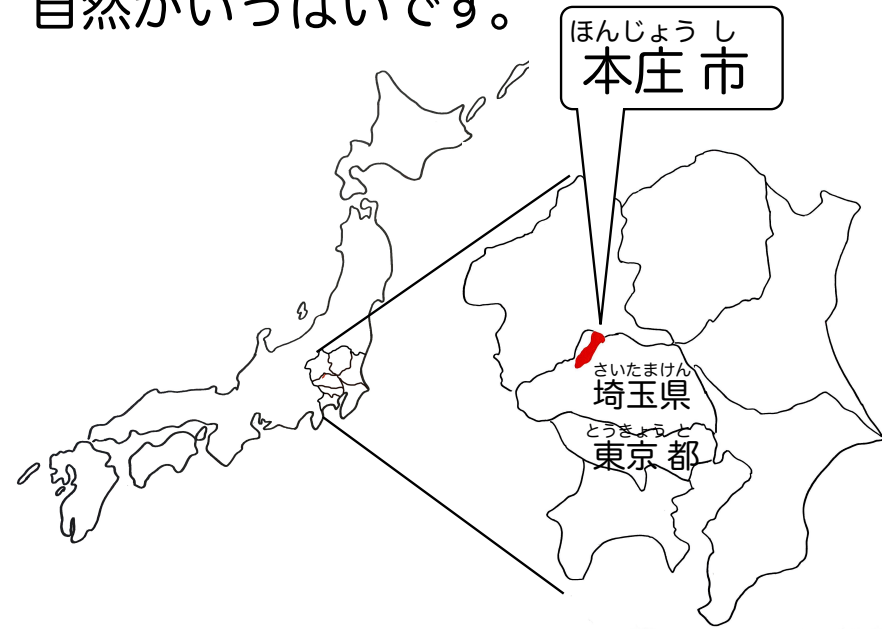 自然がいっぱいです。
ほんじょう し
本庄 市
さいたまけん
埼玉県
とうきょう と
東京 都